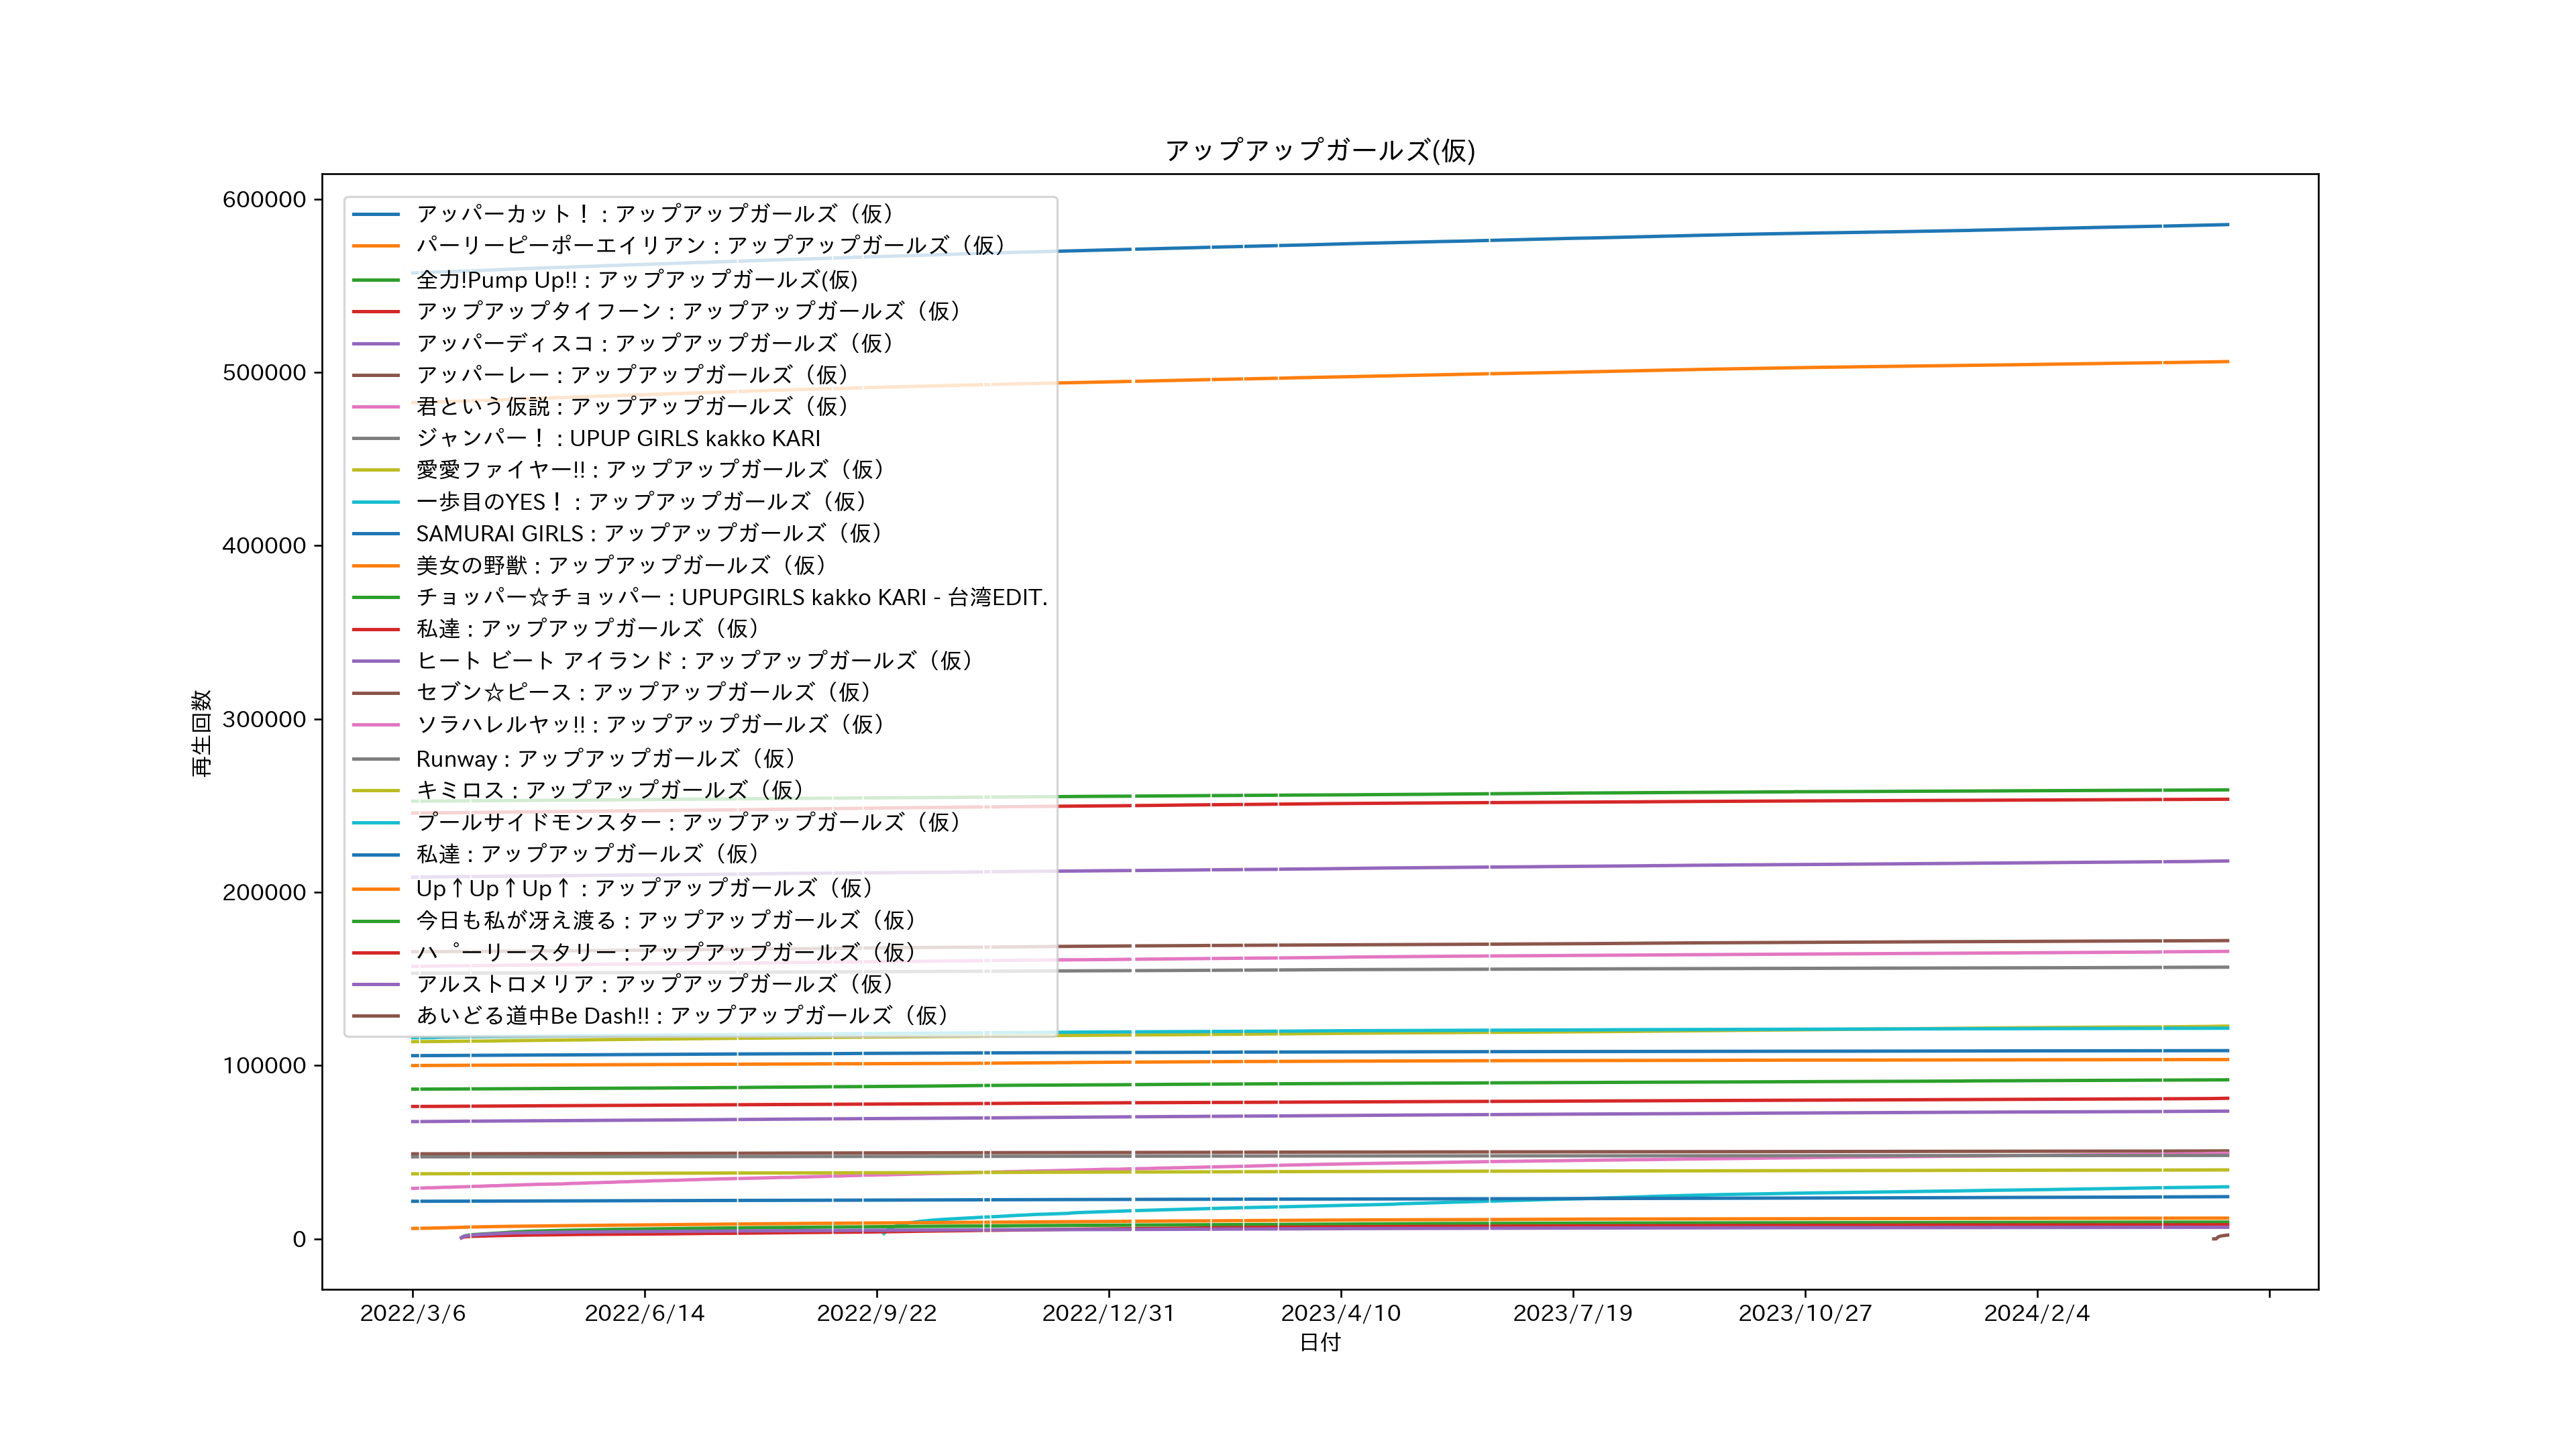 アップアップガールズ(仮)
600000
500000
400000
300000
200000
100000
0
再生回数
アッパーカット！ : アップアップガールズ（仮）
パーリーピーポーエイリアン : アップアップガールズ（仮）
全力!Pump Up!! : アップアップガールズ(仮)
アップアップタイフーン : アップアップガールズ（仮）
アッパーディスコ : アップアップガールズ（仮）
アッパーレー : アップアップガールズ（仮）
君という仮説 : アップアップガールズ（仮）
ジャンパー！ : UPUP GIRLS kakko KARI
愛愛ファイヤー!! : アップアップガールズ（仮）
一歩目のYES！ : アップアップガールズ（仮）
SAMURAI GIRLS : アップアップガールズ（仮）
美女の野獣 : アップアップガールズ（仮）
チョッパー☆チョッパー : UPUPGIRLS kakko KARI - 台湾EDIT.
私達 : アップアップガールズ（仮）
ヒート ビート アイランド : アップアップガールズ（仮）
セブン☆ピース : アップアップガールズ（仮）
ソラハレルヤッ!! : アップアップガールズ（仮）
Runway : アップアップガールズ（仮）
キミロス : アップアップガールズ（仮）
プールサイドモンスター : アップアップガールズ（仮）
私達 : アップアップガールズ（仮）
Up↑Up↑Up↑ : アップアップガールズ（仮）
今日も私が冴え渡る : アップアップガールズ（仮）
ハ゜ーリースタリー : アップアップガールズ（仮）
アルストロメリア : アップアップガールズ（仮）
あいどる道中Be Dash!! : アップアップガールズ（仮）
2022/3/6
2022/6/14
2022/9/22
2022/12/31
2023/4/10
2023/7/19
2023/10/27
2024/2/4
日付